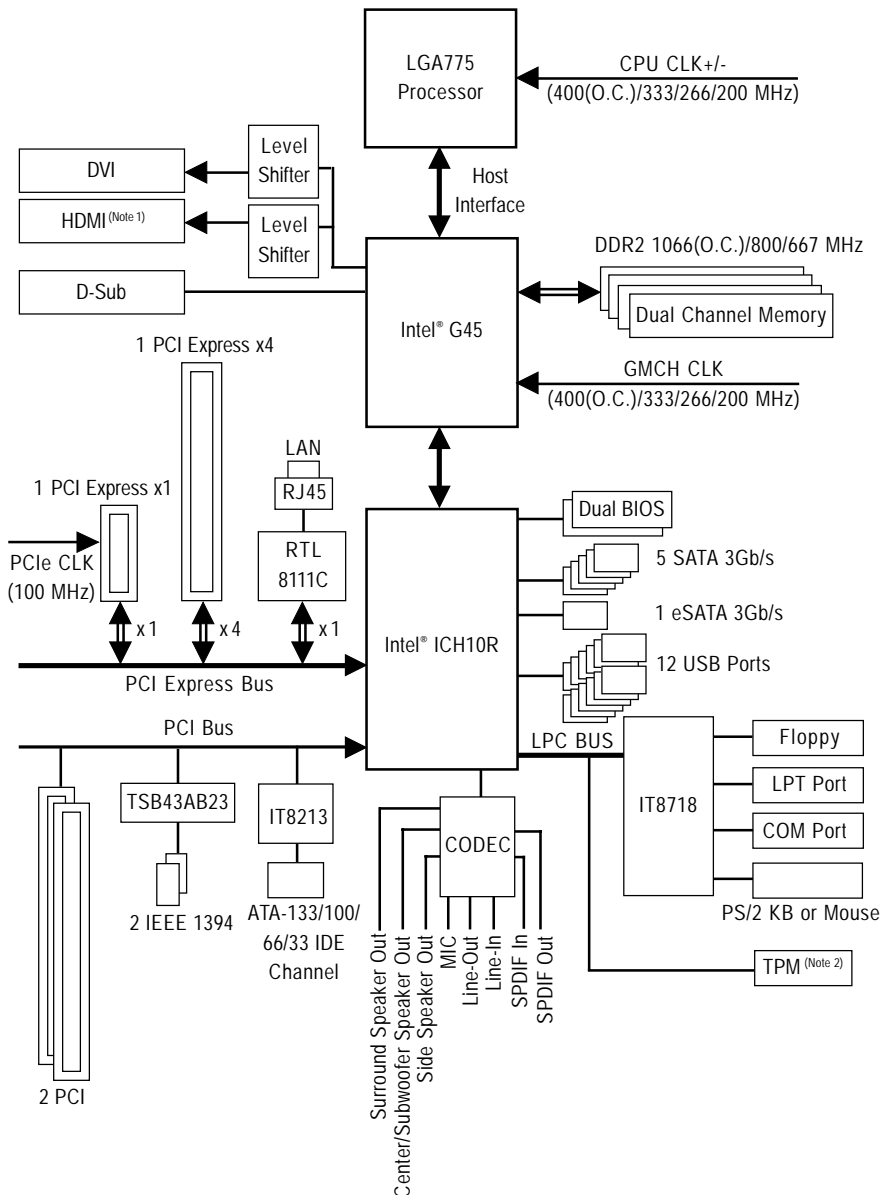 LGA775
Processor
CPU CLK+/-
(400(O.C.)/333/266/200 MHz)
DVI
Level
Shifter
Host
Interface
HDMI (Note 1)
Level
Shifter
D-Sub
DDR2 1066(O.C.)/800/667 MHz
Dual Channel Memory
Intel® G45
GMCH CLK
(400(O.C.)/333/266/200 MHz)
1 PCI Express x4
1 PCI Express x1
LAN
RJ45
RTL
8111C
PCIe CLK
(100 MHz)
x1
x4
x1
PCI Express Bus
Intel® ICH10R
Dual BIOS
5 SATA 3Gb/s
1 eSATA 3Gb/s
12 USB Ports
PCI Bus
LPC BUS
TSB43AB23
IT8213
CODEC
IT8718
Floppy
LPT Port
COM Port
PS/2 KB or Mouse
TPM (Note 2)
2 IEEE 1394
ATA-133/100/
66/33 IDE
Channel
2 PCI
Surround Speaker Out
Center/Subwoofer Speaker Out
Side Speaker Out
MIC
Line-Out
Line-In
SPDIF In
SPDIF Out